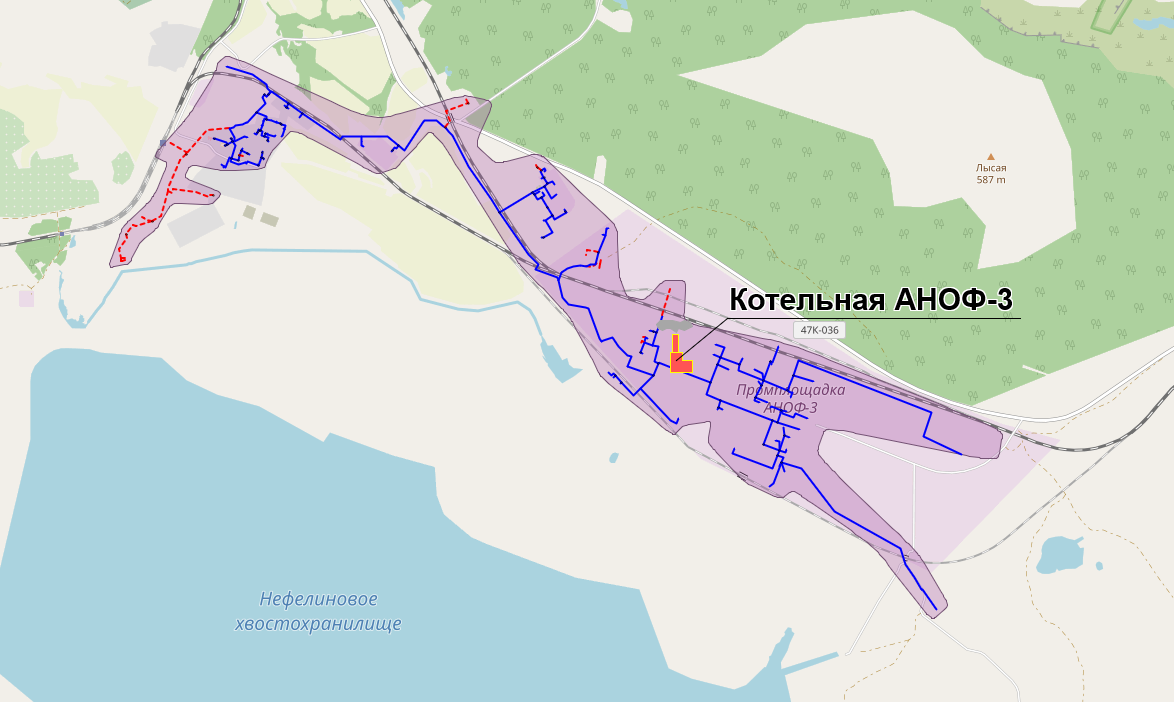 Лысая
587 m
Котельная АНОФ-3
47К-036
Промплощадка
АНОФ-3
Нефелиновое
хвостохранилище